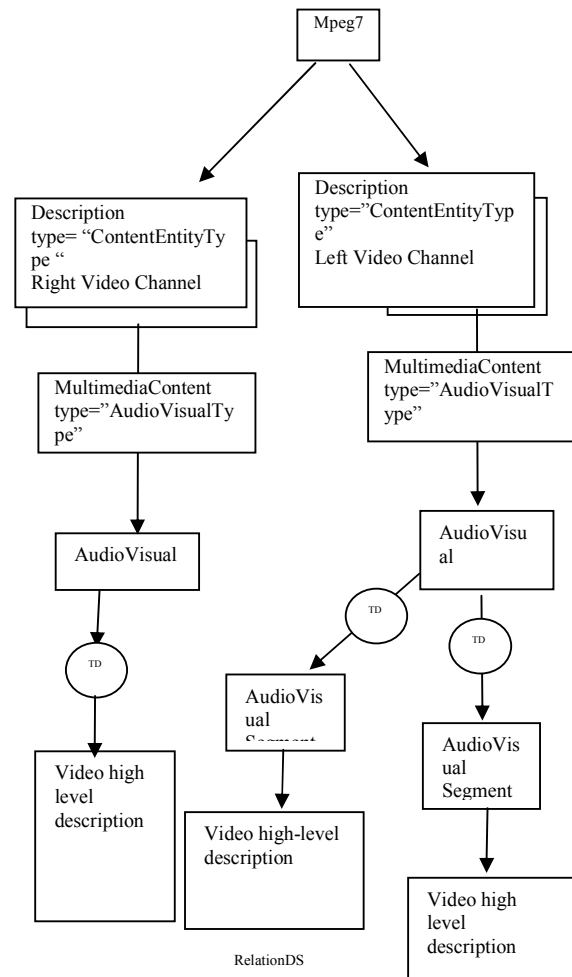 Mpeg7
Description
type= “ContentEntityTy
pe “
Right Video Channel
Description
type=”ContentEntityTyp
e”
Left Video Channel
MultimediaContent
type=”AudioVisualTy
pe”
MultimediaContent
type=”AudioVisualT
ype”
AudioVisual
AudioVisu
al
TD
TD
TD
AudioVis
ual
Segment
AudioVis
ual
Segment
Video high
level
description
Video high-level
description
Video high
level
description
RelationDS